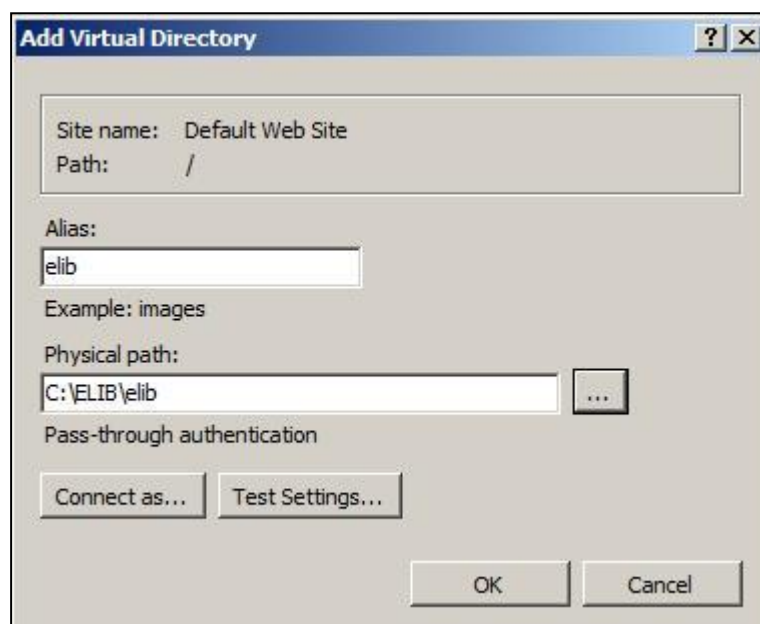 Add Virtual Directory
Site name: Default Web Site
Path: /
Alias:
elib
Example: images
Physical path:
C:\ELIB\elib
...
Pass-through authentication
Connect as... Test Settings...
OK Cancel